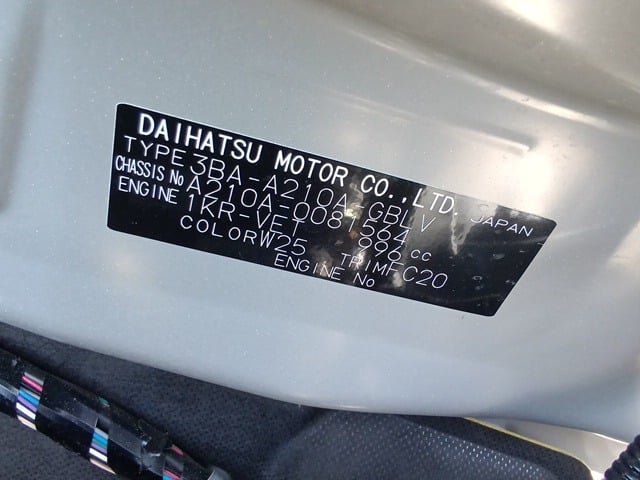 DAIHATSU MOTOR CO.,LTD. JAPAN
TYPE 3BA-A210A-GBLV
CHASSIS No A210A-0081564
ENGINE 1KR-VET 996 cc
COLOR W25 TRIM FC20
ENGINE No